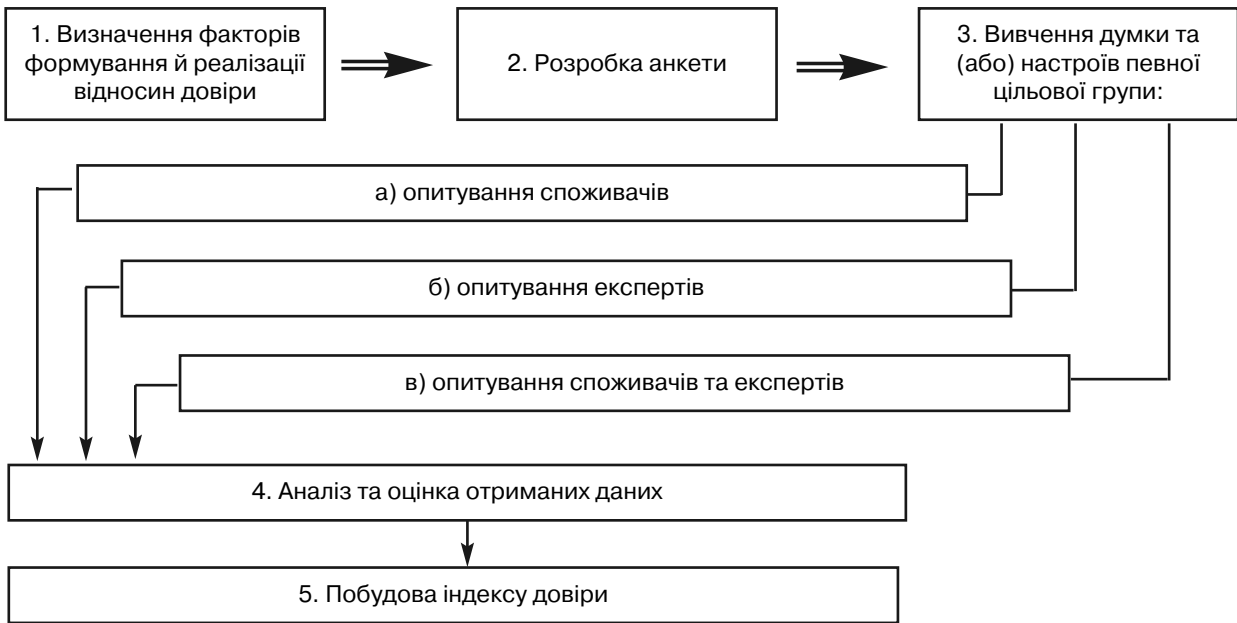 1. Визначення факторів
формування й реалізації
відносин довіри
2. Розробка анкети
3. Вивчення думки та
(або) настроїв певної
цільової групи:
а) опитування споживачів
б) опитування експертів
в) опитування споживачів та експертів
4. Аналіз та оцінка отриманих даних
5. Побудова індексу довіри